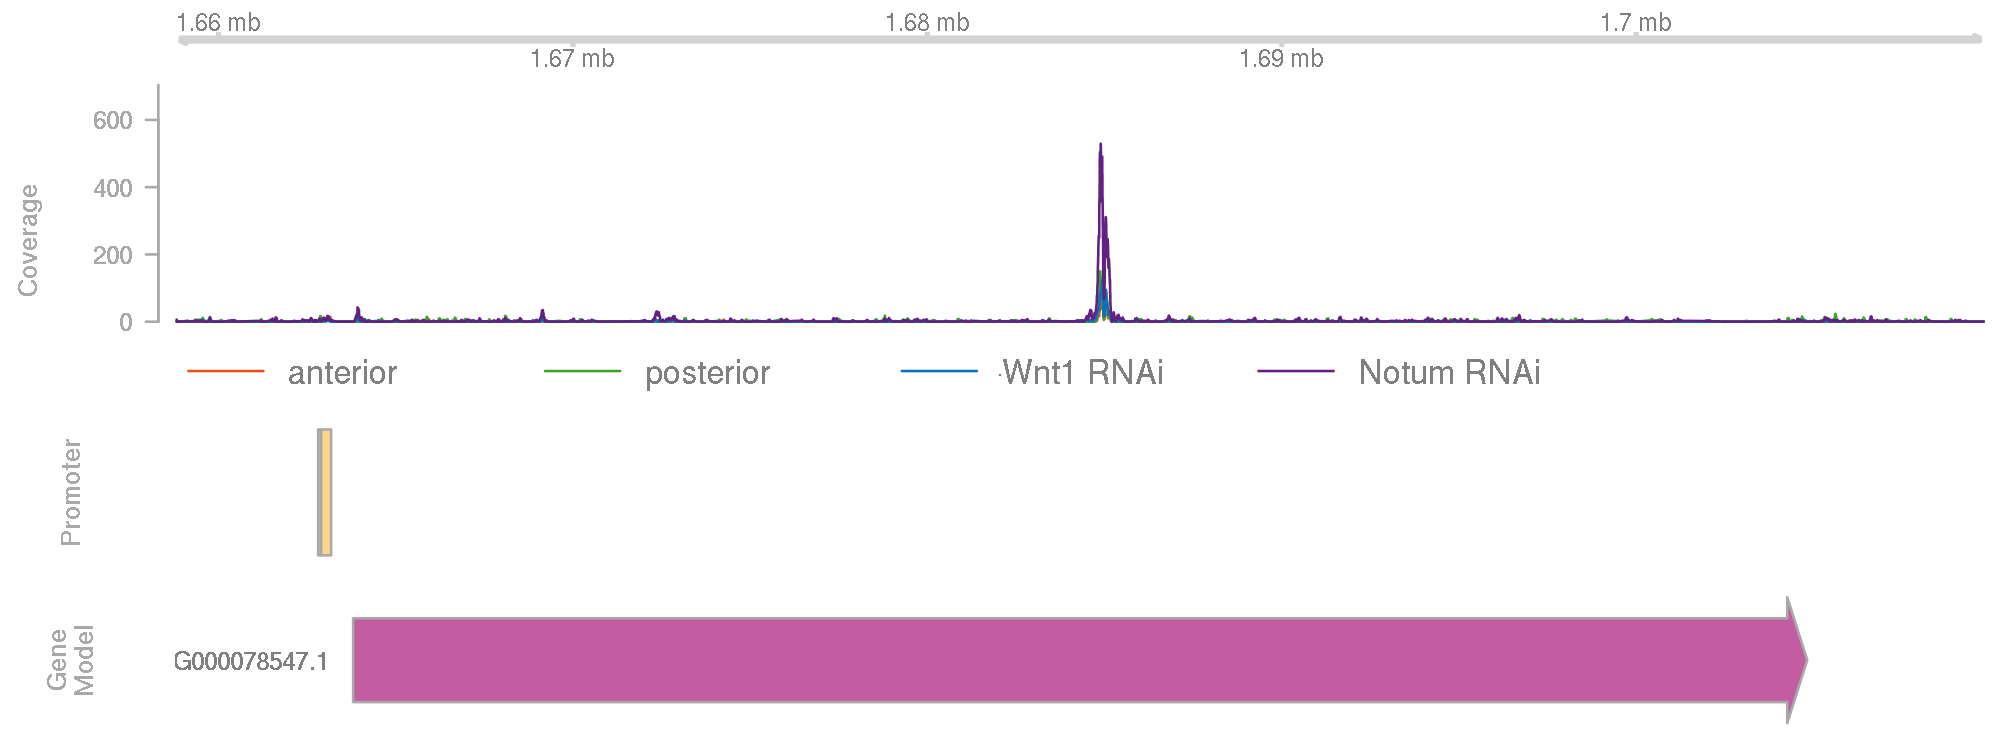 1.66 mb
1.68 mb
1.7 mb
1.67 mb
1.69 mb
Coverage
600
400
200
0
anterior
posterior
Wnt1 RNAi
Notum RNAi
Promoter
Gene
Model
G000078547.1